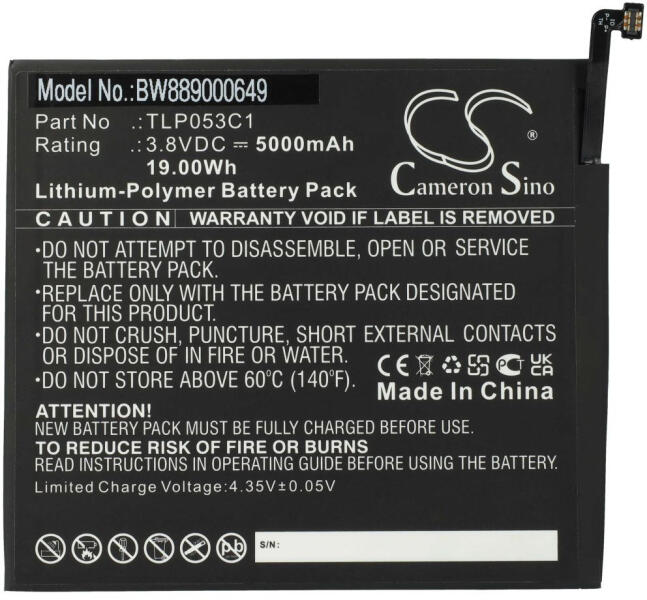 Model No.:BW889000649
Part No .:TLP053C1
Rating .:3.8VDC ⎓ 5000mAh
19.00Wh
Lithium-Polymer Battery Pack
CS
®
Cameron Sino
CAUTION WARRANTY VOID IF LABEL IS REMOVED
•DO NOT ATTEMPT TO DISASSEMBLE, OPEN OR SERVICE
THE BATTERY PACK.
•REPLACE ONLY WITH THE BATTERY PACK DESIGNATED
FOR THIS PRODUCT.
•DO NOT CRUSH, PUNCTURE, SHORT EXTERNAL CONTACTS
OR DISPOSE OF IN FIRE OR WATER.
•DO NOT STORE ABOVE 60°C (140°F).
CE UK CA
Made In China
ATTENTION!
NEW BATTERY PACK MUST BE FULLY CHARGED BEFORE USE.
TO REDUCE RISK OF FIRE OR BURNS
READ INSTRUCTIONS IN OPERATING GUIDE BEFORE USING THE BATTERY.
Limited Charge Voltage:4.35V±0.05V
Pb
S/N: